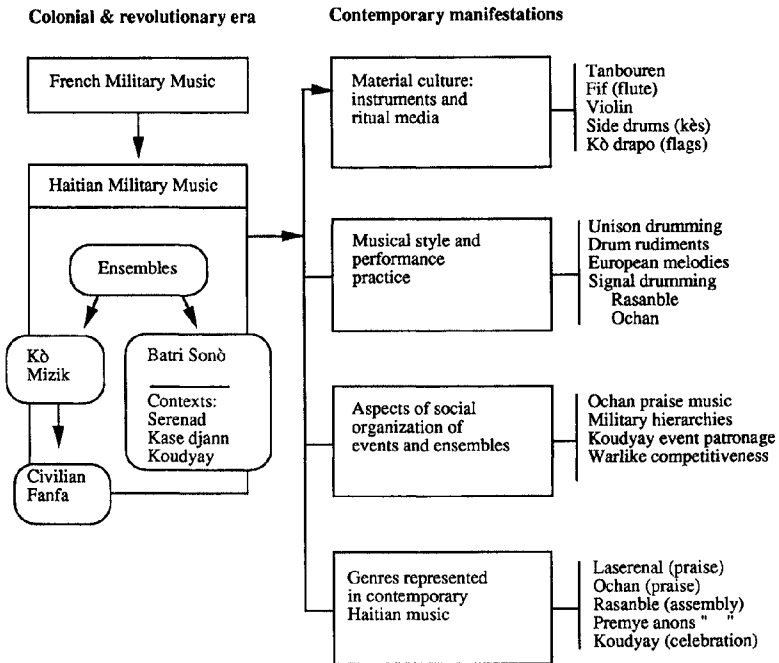 Colonial & revolutionary era
French Military Music
Haitian Military Music
Ensembles
Kò
Mizik
Batri Sonò
Contexts:
Serenad
Kase djann
Koudyay
Civilian
Fanfa
Contemporary manifestations
Material culture:
instruments and
ritual media
Tanbouren
Fif (flute)
Violin
Side drums (kès)
Kò drapo (flags)
Musical style and
performance
practice
Unison drumming
Drum rudiments
European melodies
Signal drumming
Rasanble
Ochan
Aspects of social
organization of
events and ensembles
Ochan praise music
Military hierarchies
Koudyay event patronage
Warlike competitiveness
Genres represented
in contemporary
Haitian music
Laserenal (praise)
Ochan (praise)
Rasanble (assembly)
Premye anons " "
Koudyay (celebration)